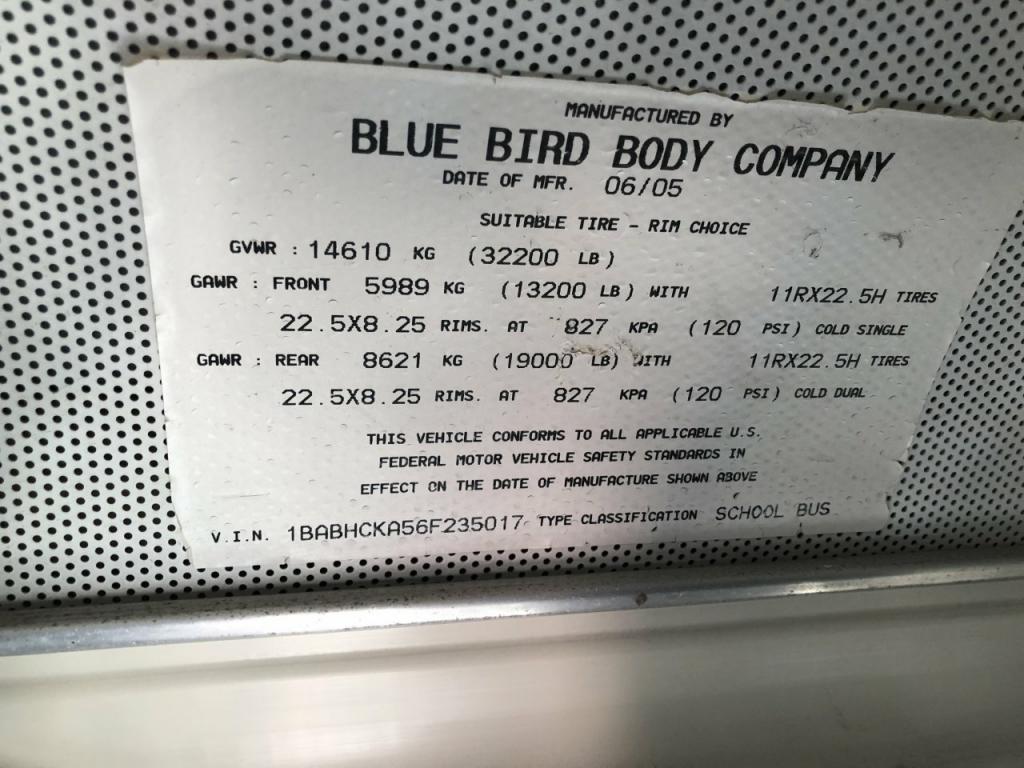 MANUFACTURED BY
BLUE BIRD BODY COMPANY
DATE OF MFR. 06/05
SUITABLE TIRE - RIM CHOICE
GVWR : 14610 KG (32200 LB)
GAWR : FRONT 5989 KG (13200 LB) WITH 11RX22.5H TIRES
22.5X8.25 RIMS. AT 827 KPA (120 PSI) COLD SINGLE
GAWR : REAR 8621 KG (19000 LB) WITH 11RX22.5H TIRES
22.5X8.25 RIMS. AT 827 KPA (120 PSI) COLD DUAL
THIS VEHICLE CONFORMS TO ALL APPLICABLE U.S.
FEDERAL MOTOR VEHICLE SAFETY STANDARDS IN
EFFECT ON THE DATE OF MANUFACTURE SHOWN ABOVE
V.I.N. 1BABHCKA56F235017 TYPE CLASSIFICATION SCHOOL BUS